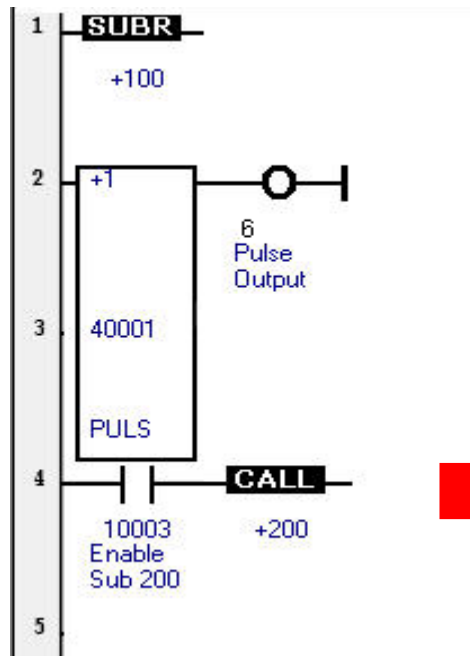 1 SUBR
+100
2 +1
6
Pulse
Output
3 40001
PULS
4 CALL
10003 +200
Enable
Sub 200
5